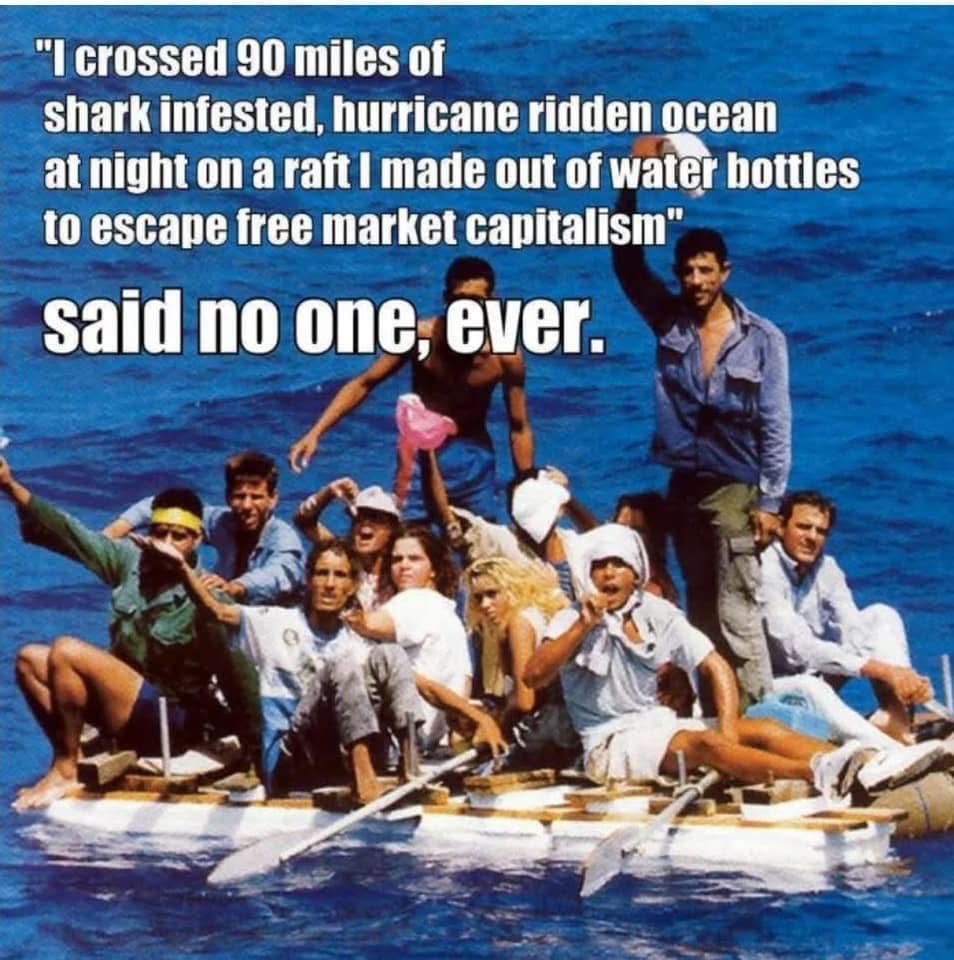 "I crossed 90 miles of
shark infested, hurricane ridden ocean
at night on a raft I made out of water bottles
to escape free market capitalism"
said no one, ever.